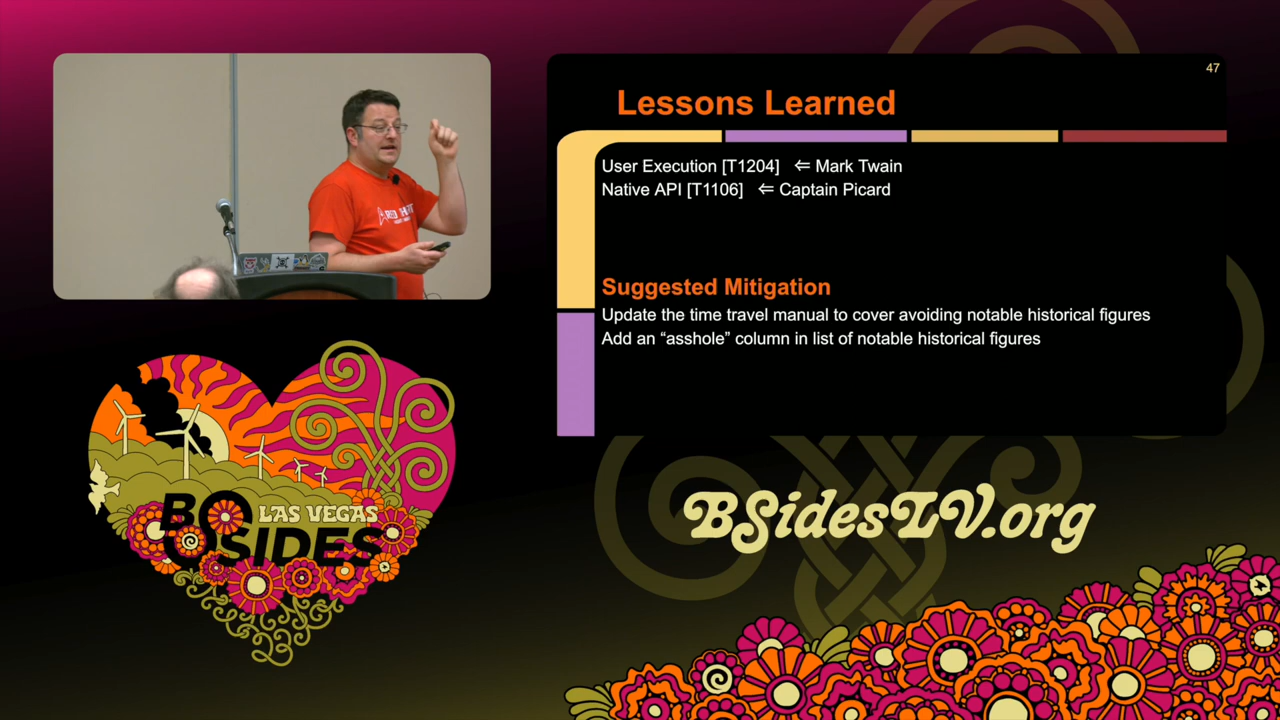 47
Lessons Learned
User Execution [T1204] ⇐ Mark Twain
Native API [T1106] ⇐ Captain Picard
Suggested Mitigation
Update the time travel manual to cover avoiding notable historical figures
Add an “asshole” column in list of notable historical figures
LAS VEGAS
BSIDES
BSidesLV.org